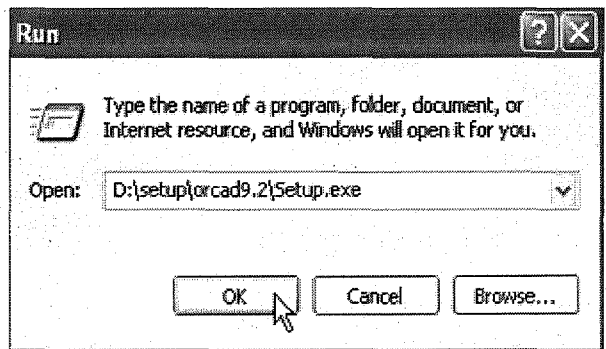 Run
Type the name of a program, folder, document, or
Internet resource, and Windows will open it for you.
Open: D:\setup\orcad9.2\Setup.exe
OK Cancel Browse...